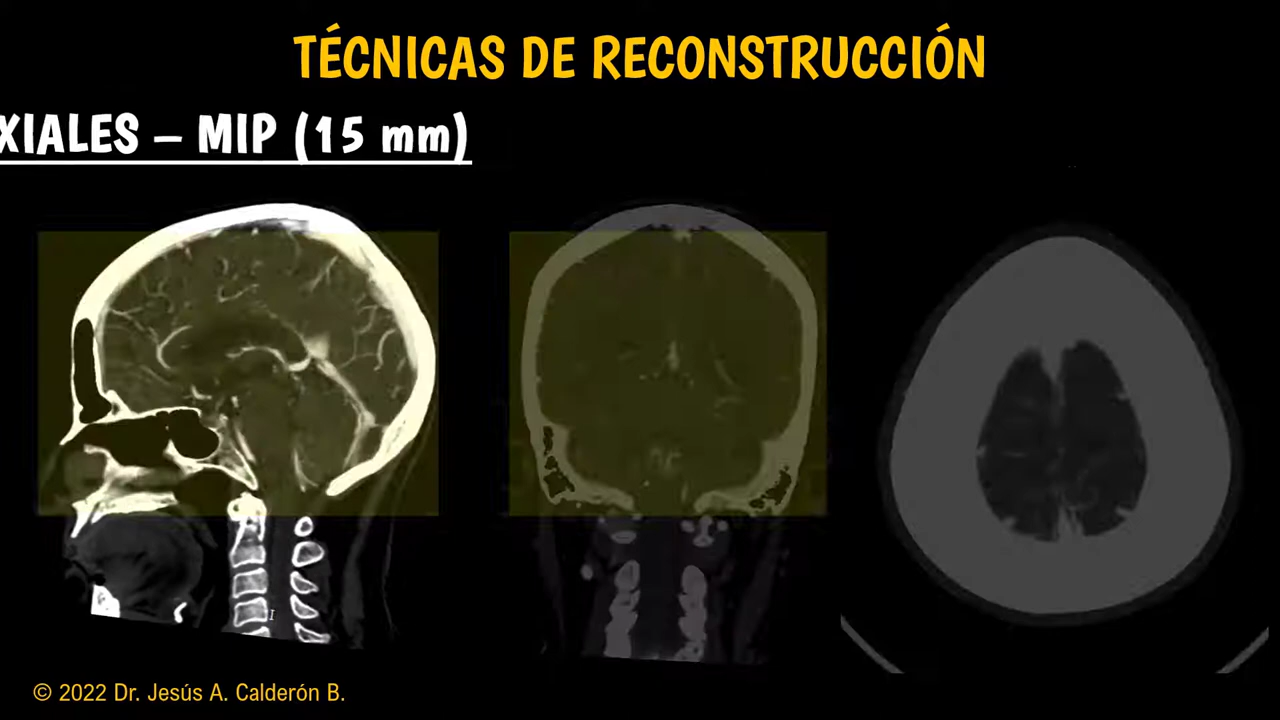 TÉCNICAS DE RECONSTRUCCIÓN
XIALES – MIP (15 mm)
© 2022 Dr. Jesús A. Calderón B.